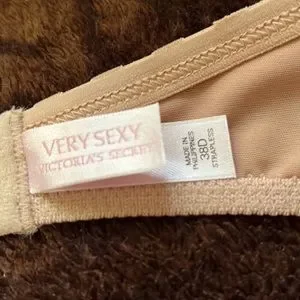 VERY SEXY
VICTORIA'S SECRET
MADE IN
PHILIPPINES
38D
STRAPLESS